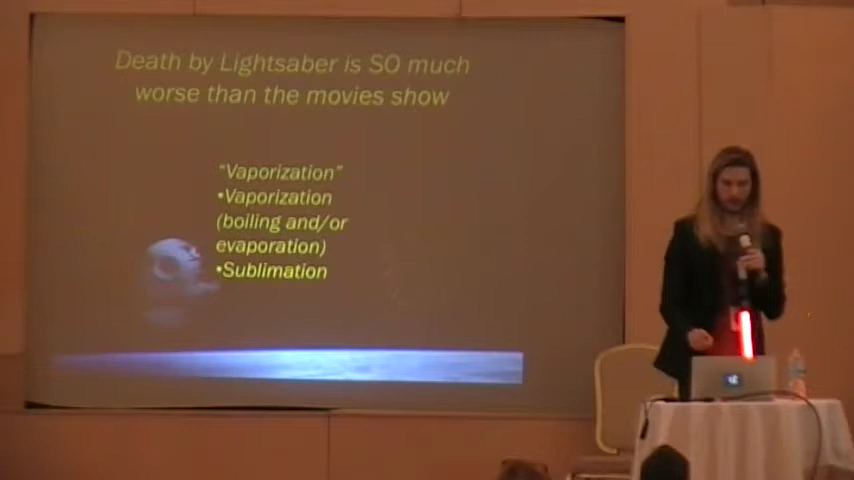 Death by Lightsaber is SO much
worse than the movies show
"Vaporization"
•Vaporization
(boiling and/or
evaporation)
•Sublimation